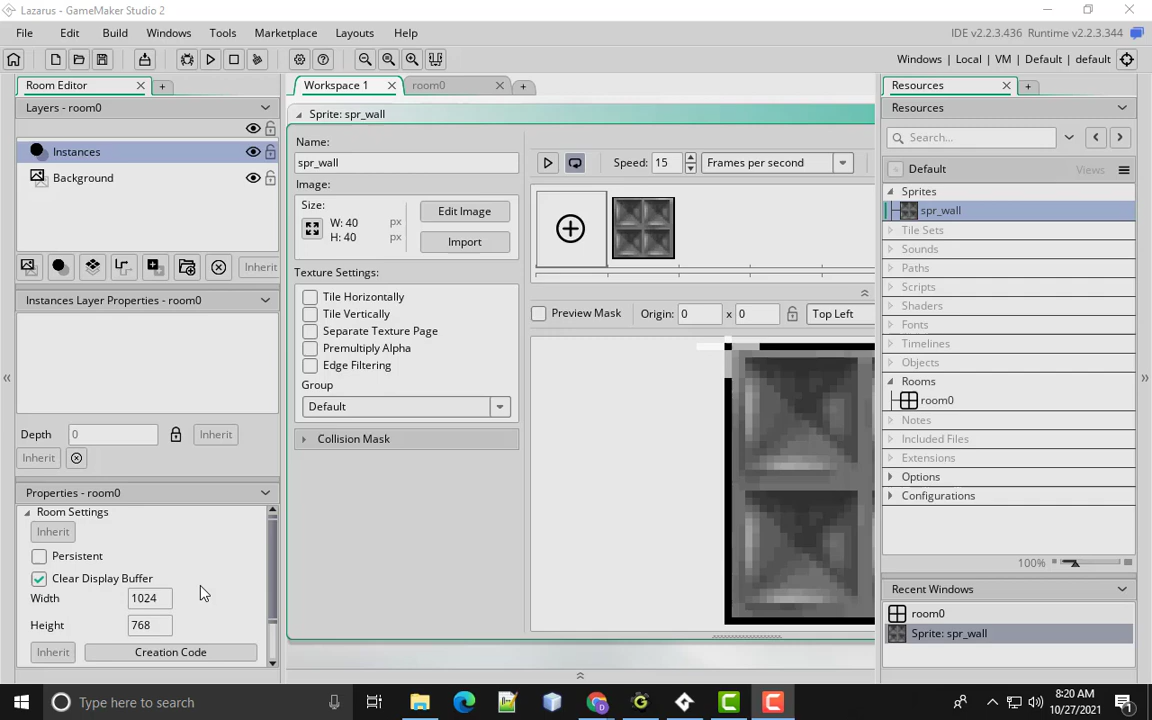 Lazarus - GameMaker Studio 2
File Edit Build Windows Tools Marketplace Layouts Help
IDE v2.2.3.436 Runtime v2.2.3.344
Windows | Local | VM | Default | default
Room Editor
Layers - room0
Instances
Background
Inherit
Instances Layer Properties - room0
Depth 0 Inherit
Inherit
Properties - room0
Room Settings
Inherit
Persistent
Clear Display Buffer
Width 1024
Height 768
Inherit Creation Code
Workspace 1 room0
Sprite: spr_wall
Name:
spr_wall
Image:
Size:
W: 40 px
H: 40 px
Edit Image
Import
Texture Settings:
Tile Horizontally
Tile Vertically
Separate Texture Page
Premultiply Alpha
Edge Filtering
Group
Default
Collision Mask
Speed: 15 Frames per second
Preview Mask Origin: 0 x 0 Top Left
Resources
Resources
Search...
Default Views
Sprites
spr_wall
Tile Sets
Sounds
Paths
Scripts
Shaders
Fonts
Timelines
Objects
Rooms
room0
Notes
Included Files
Extensions
Options
Configurations
100%
Recent Windows
room0
Sprite: spr_wall
Type here to search
8:20 AM
10/27/2021
1